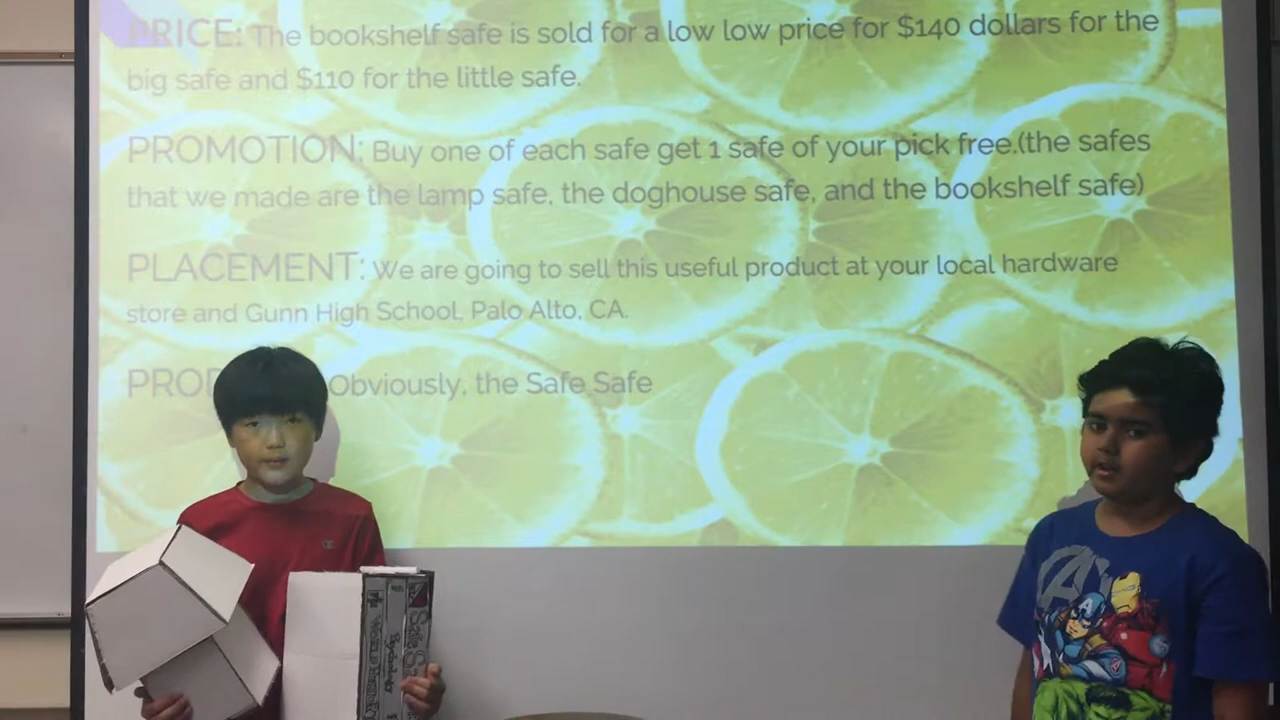 PRICE: The bookshelf safe is sold for a low low price for $140 dollars for the
big safe and $110 for the little safe.
PROMOTION: Buy one of each safe get 1 safe of your pick free.(the safes
that we made are the lamp safe, the doghouse safe, and the bookshelf safe)
PLACEMENT: We are going to sell this useful product at your local hardware
store and Gunn High School, Palo Alto, CA.
Obviously, the Safe Safe
Safe
A